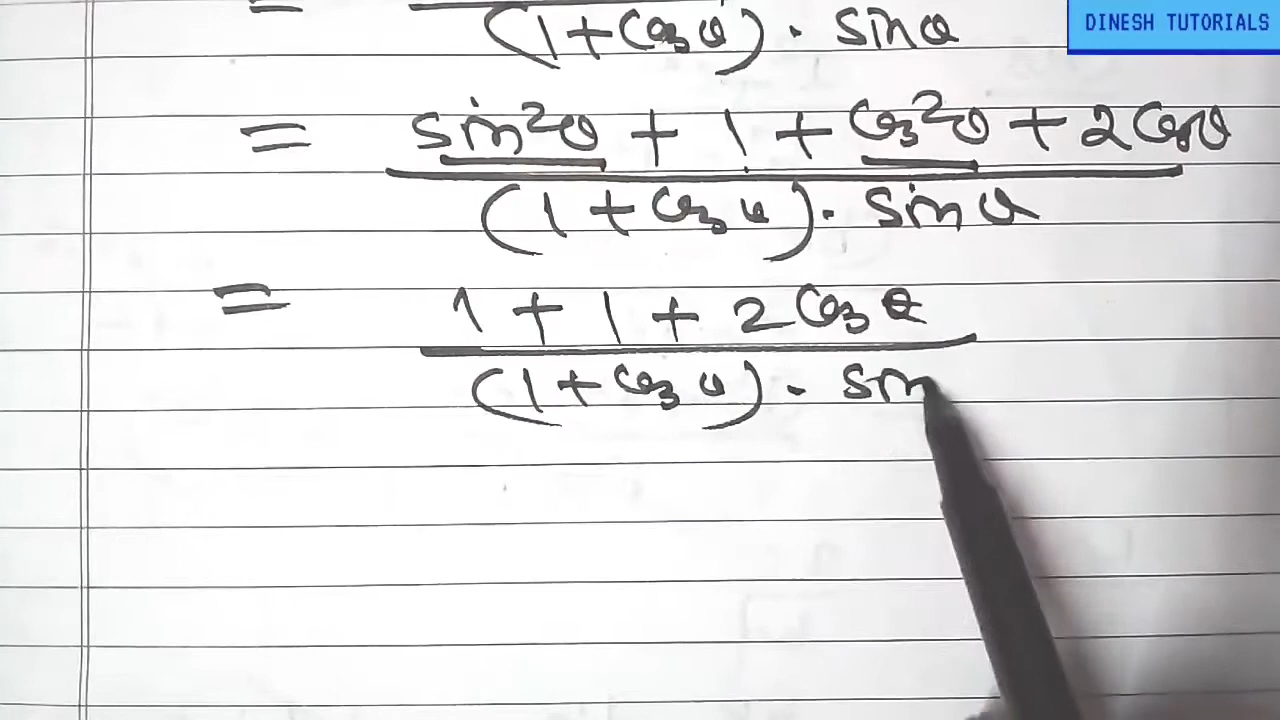 DINESH TUTORIALS
= (1+cosθ) · sinθ
= sin²θ + 1 + cos²θ + 2cosθ
(1 + cosθ) · sinθ
= 1 + 1 + 2cosθ
(1+cosθ) · sin